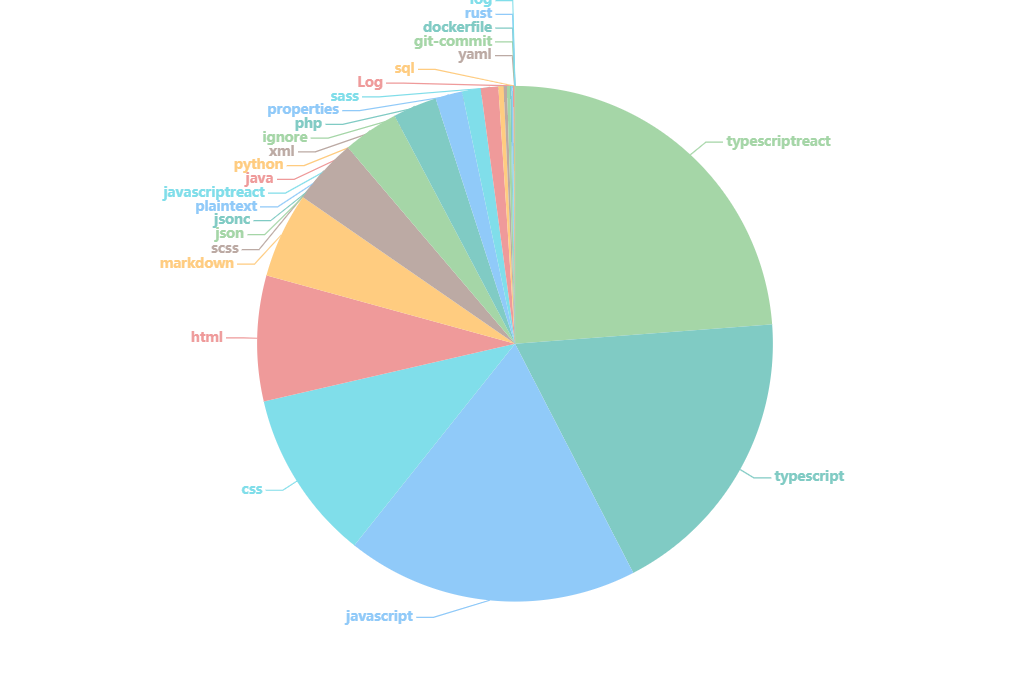 log
rust
dockerfile
git-commit
yaml
sql
Log
sass
properties
php
ignore
xml
python
java
javascriptreact
plaintext
jsonc
json
scss
markdown
html
css
javascript
typescriptreact
typescript